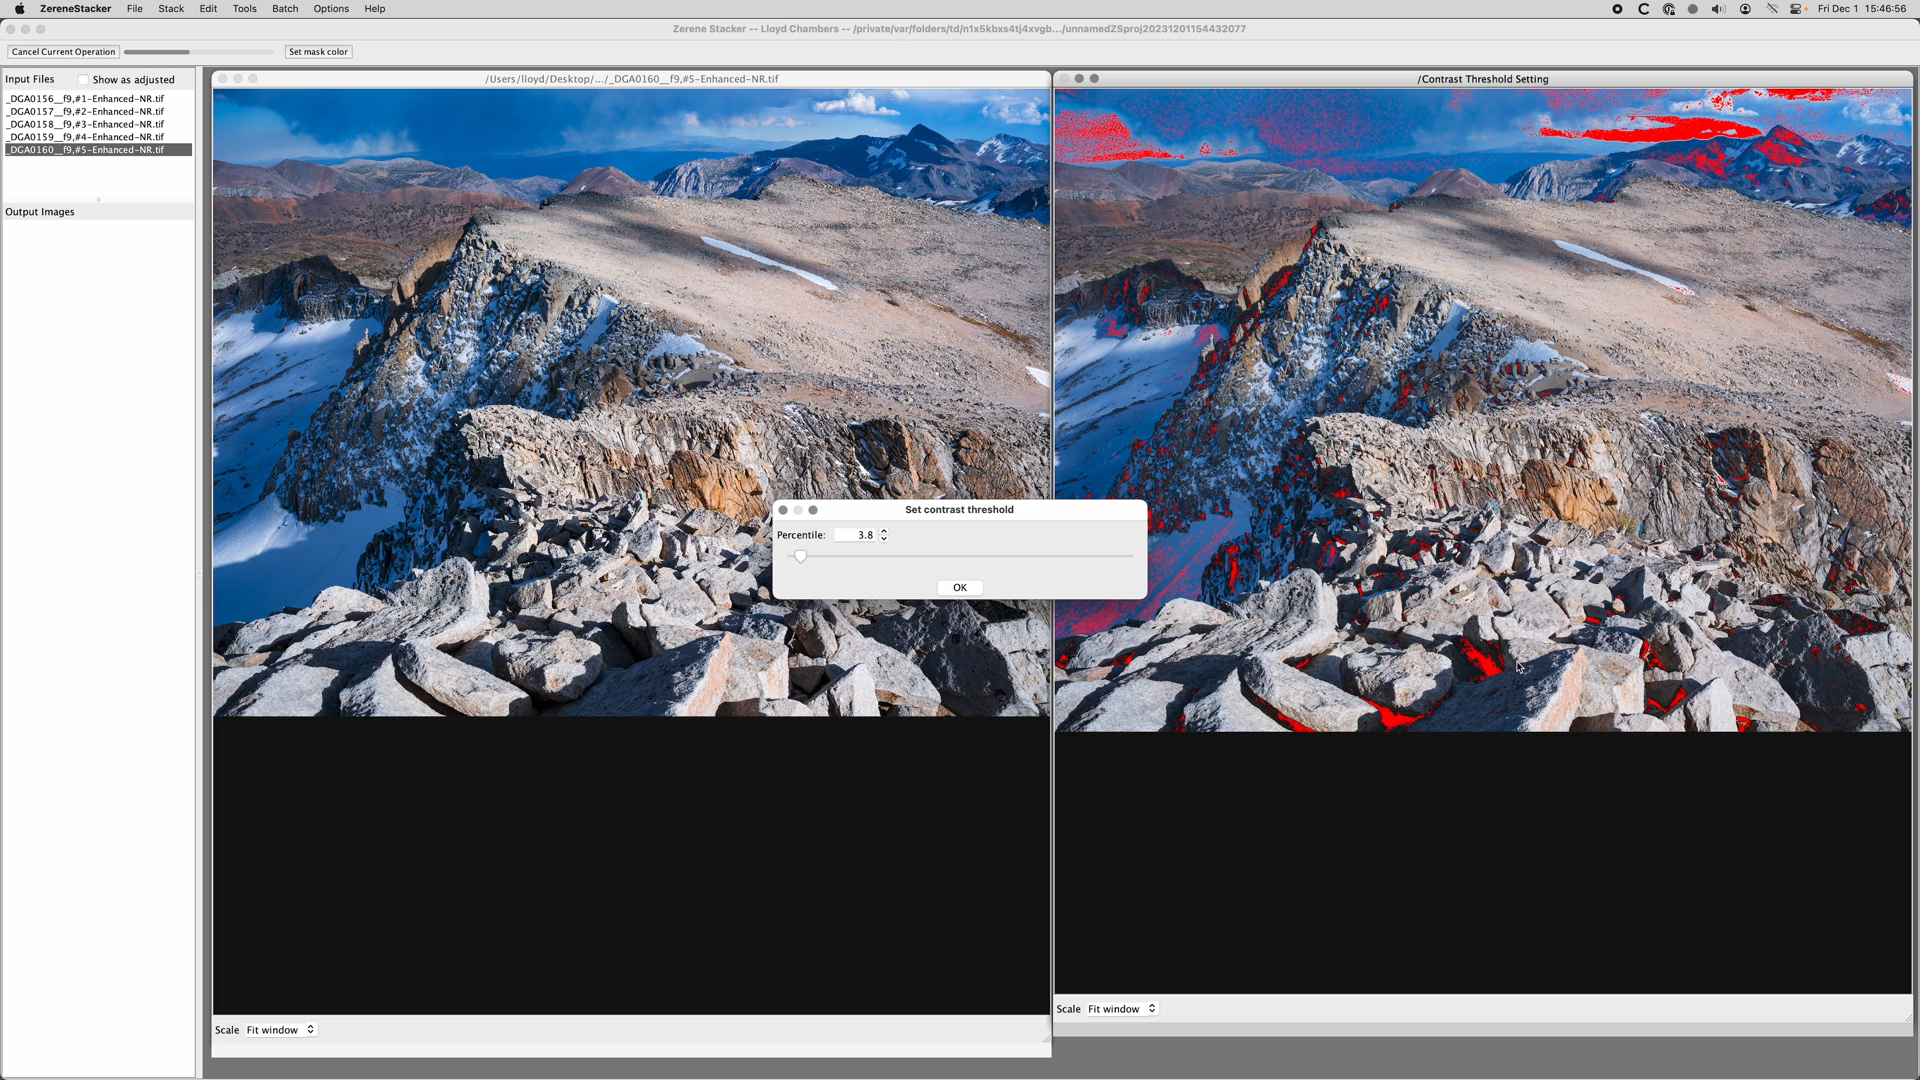 ZereneStacker File Stack Edit Tools Batch Options Help Fri Dec 1 15:46:56
Zerene Stacker -- Lloyd Chambers -- /private/var/folders/td/n1x5kbxs4tj4xvgb.../unnamedZSproj20231201154432077
Cancel Current Operation Set mask color
Input Files Show as adjusted
_DGA0156__f9,#1-Enhanced-NR.tif
_DGA0157__f9,#2-Enhanced-NR.tif
_DGA0158__f9,#3-Enhanced-NR.tif
_DGA0159__f9,#4-Enhanced-NR.tif
_DGA0160__f9,#5-Enhanced-NR.tif
Output Images
/Users/lloyd/Desktop/.../_DGA0160__f9,#5-Enhanced-NR.tif
Scale Fit window
/Contrast Threshold Setting
Scale Fit window
Set contrast threshold
Percentile: 3.8
OK